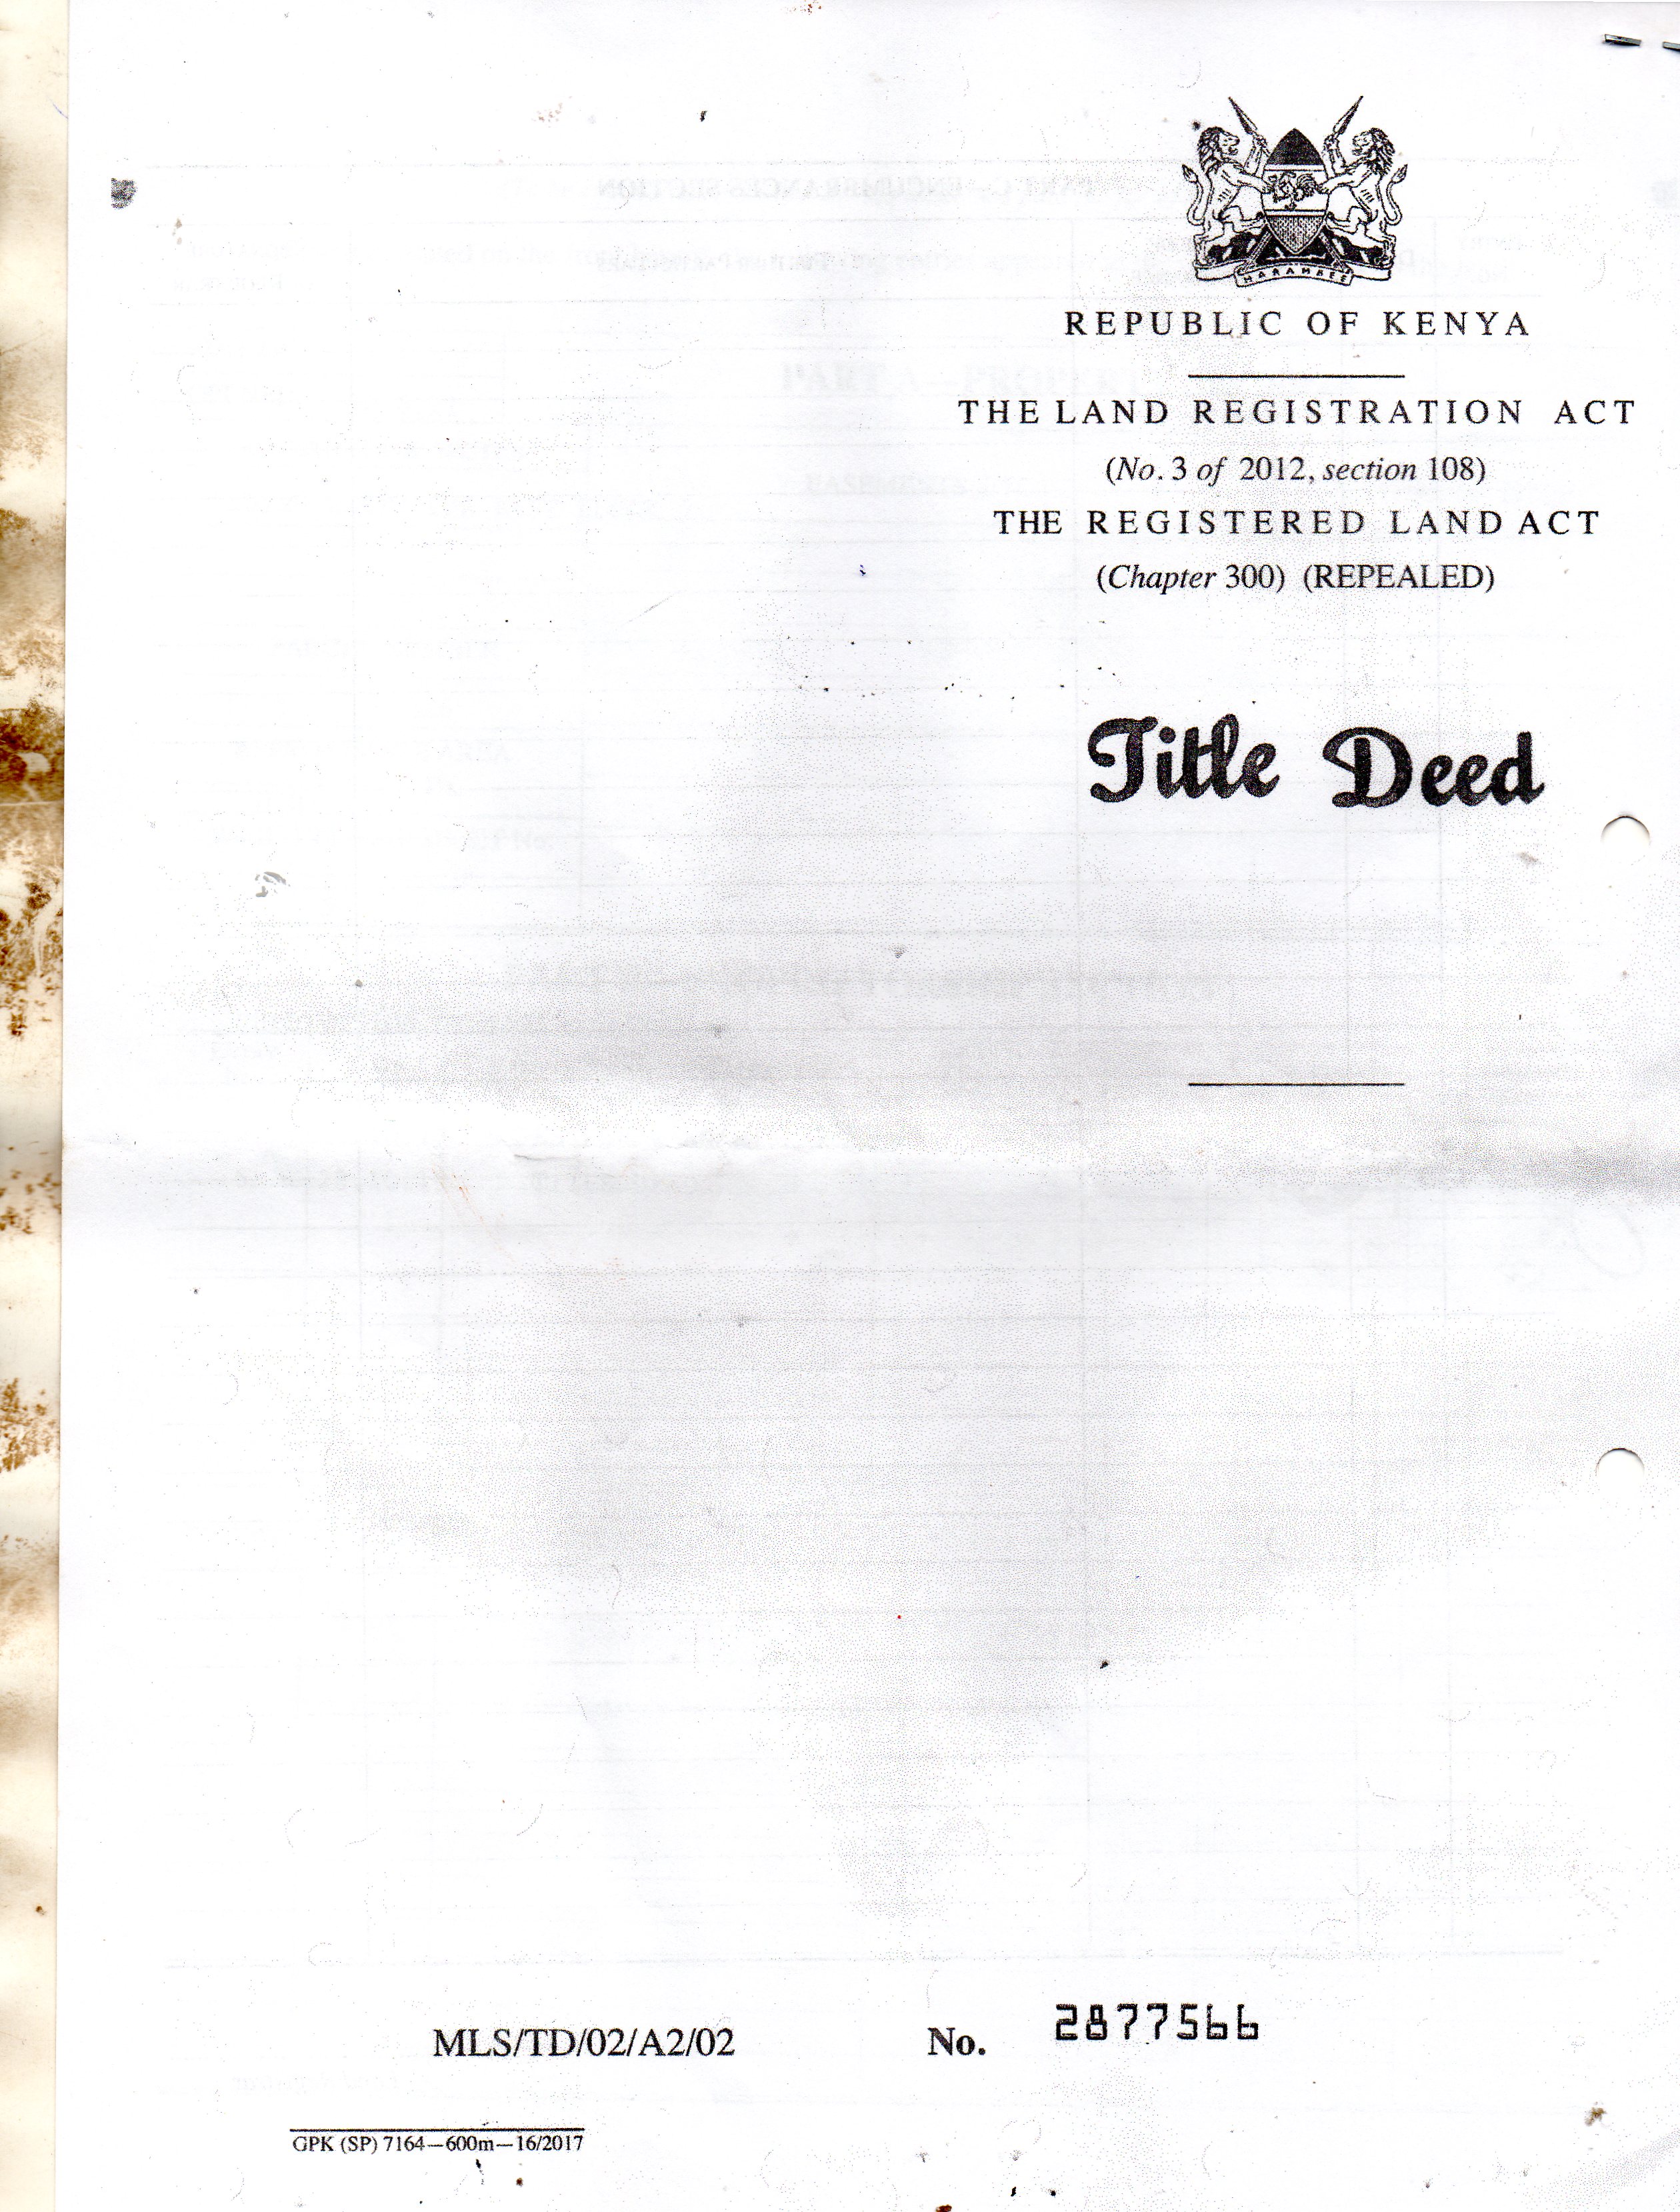 HARAMBEE
REPUBLIC OF KENYA
THE LAND REGISTRATION ACT
(No. 3 of 2012, section 108)
THE REGISTERED LAND ACT
(Chapter 300) (REPEALED)
Title Deed
MLS/TD/02/A2/02 No. 2877566
GPK (SP) 7164—600m—16/2017